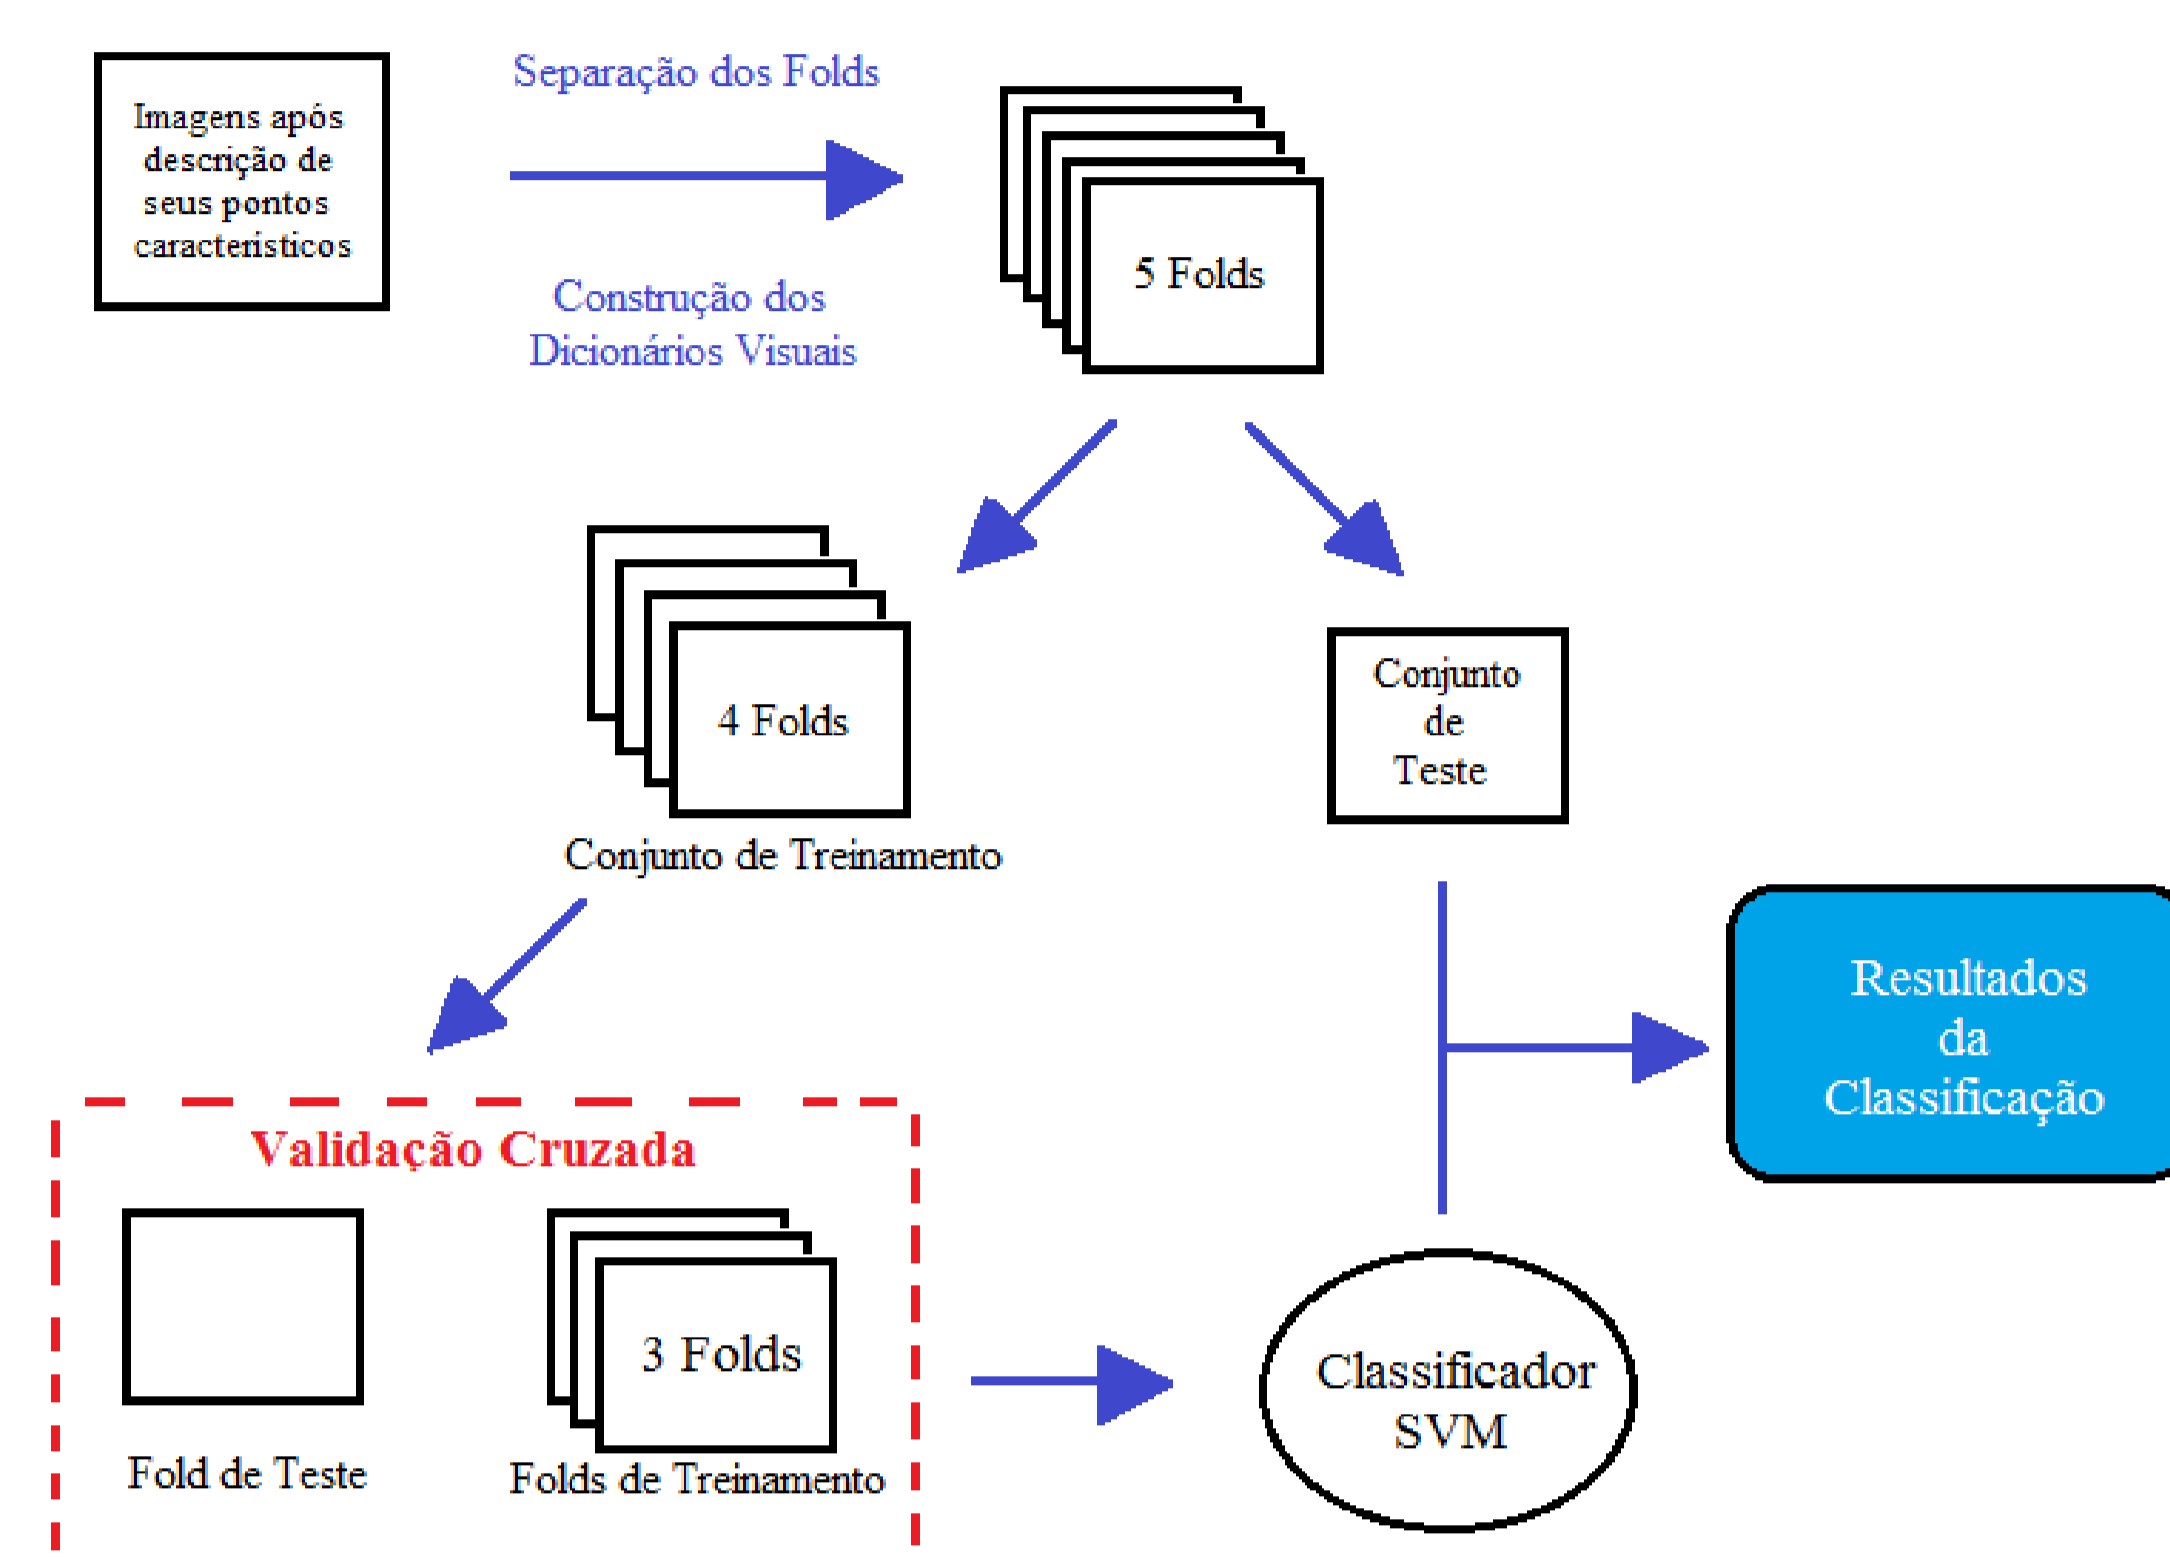 Imagens após
descrição de
seus pontos
característicos
Separação dos Folds
Construção dos
Dicionários Visuais
5 Folds
4 Folds
Conjunto de Treinamento
Conjunto
de
Teste
Resultados
da
Classificação
Validação Cruzada
3 Folds
Fold de Teste
Folds de Treinamento
Classificador
SVM